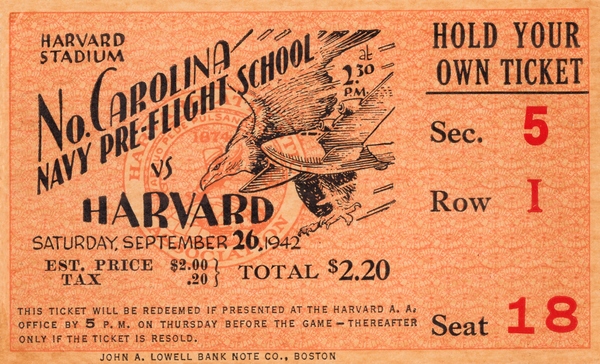 HARVARD
STADIUM
No. CAROLINA
NAVY PRE-FLIGHT SCHOOL
at
2.30
P.M.
VS
HARVARD
SATURDAY, SEPTEMBER 26, 1942
EST. PRICE $2.00
TAX .20
TOTAL $2.20
THIS TICKET WILL BE REDEEMED IF PRESENTED AT THE HARVARD A. A.
OFFICE BY 5 P. M. ON THURSDAY BEFORE THE GAME – THEREAFTER
ONLY IF THE TICKET IS RESOLD.
JOHN A. LOWELL BANK NOTE CO., BOSTON
HOLD YOUR
OWN TICKET
Sec. 5
Row I
Seat 18
1874